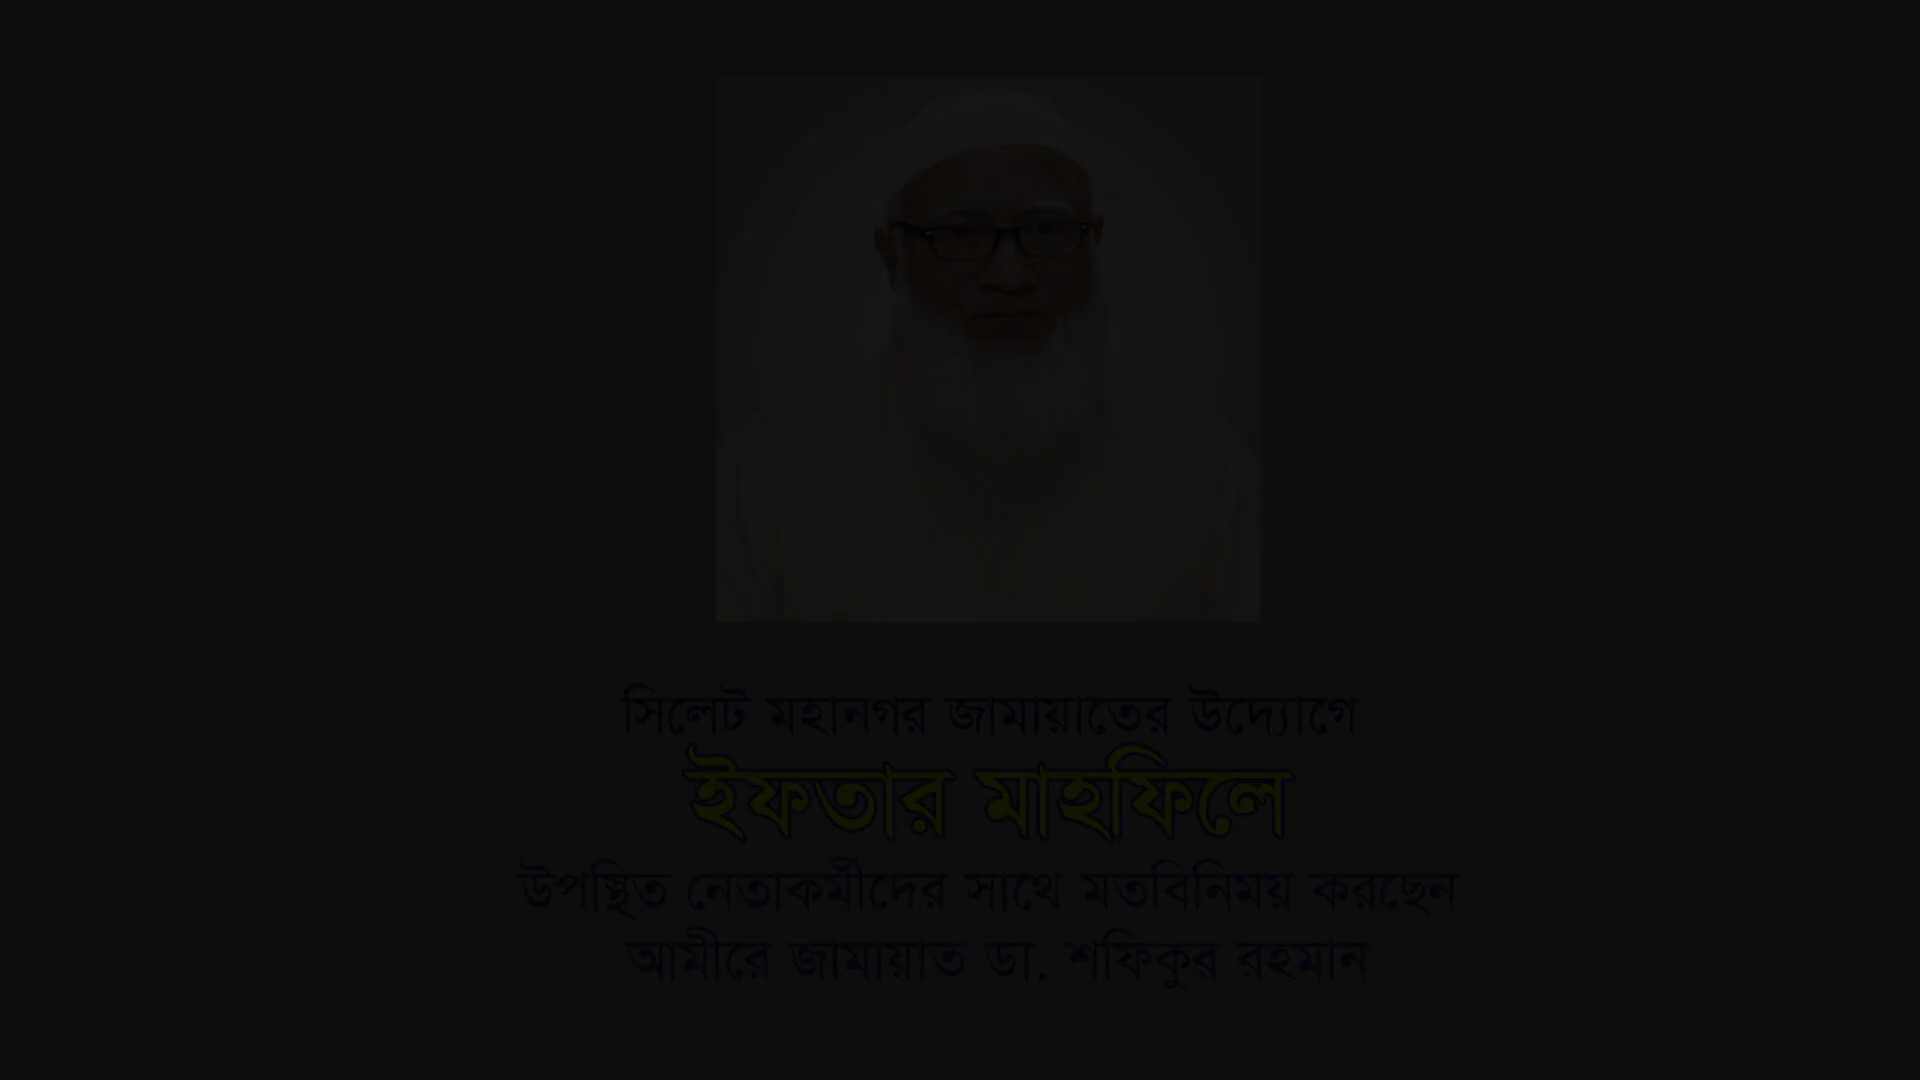 সিলেট মহানগর জামায়াতের উদ্যোগে
ইফতার মাহফিলে
উপস্থিত নেতাকর্মীদের সাথে মতবিনিময় করছেন
আমীরে জামায়াত ডা. শফিকুর রহমান